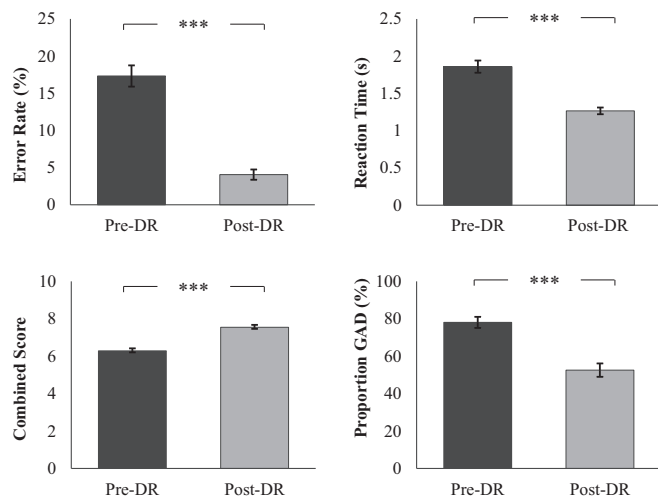 Error Rate (%)
25
20
15
10
5
0
***
Pre-DR
Post-DR
Reaction Time (s)
2.5
2
1.5
1
0.5
0
***
Pre-DR
Post-DR
Combined Score
10
8
6
4
2
0
***
Pre-DR
Post-DR
Proportion GAD (%)
100
80
60
40
20
0
***
Pre-DR
Post-DR